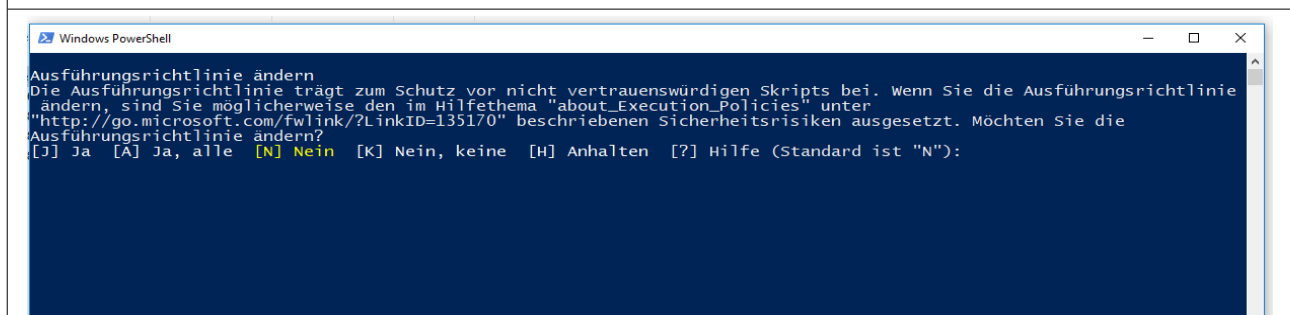 Windows PowerShell
Ausführungsrichtlinie ändern
Die Ausführungsrichtlinie trägt zum Schutz vor nicht vertrauenswürdigen Skripts bei. Wenn Sie die Ausführungsrichtlinie
ändern, sind Sie möglicherweise den im Hilfethema "about_Execution_Policies" unter
"http://go.microsoft.com/fwlink/?LinkID=135170" beschriebenen Sicherheitsrisiken ausgesetzt. Möchten Sie die
Ausführungsrichtlinie ändern?
[J] Ja  [A] Ja, alle  [N] Nein  [K] Nein, keine  [H] Anhalten  [?] Hilfe (Standard ist "N"):